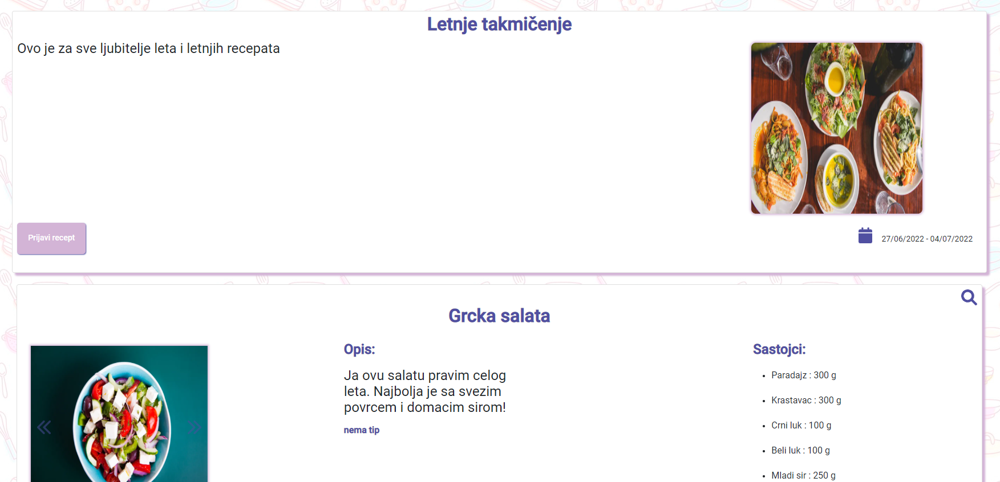 Letnje takmičenje
Ovo je za sve ljubitelje leta i letnjih recepata
Prijavi recept
27/06/2022 - 04/07/2022
Grcka salata
Opis:
Ja ovu salatu pravim celog
leta. Najbolja je sa svezim
povrcem i domacim sirom!
nema tip
Sastojci:
Paradajz : 300 g
Krastavac : 300 g
Crni luk : 100 g
Beli luk : 100 g
Mladi sir : 250 g